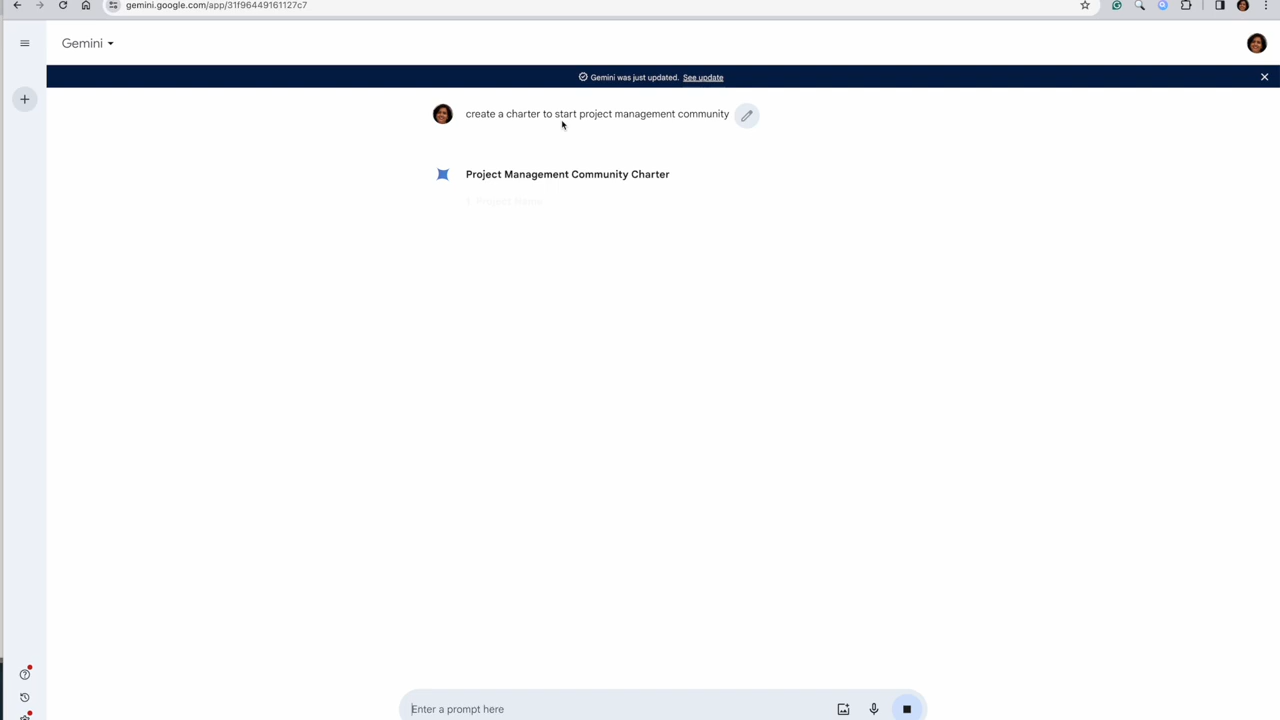 gemini.google.com/app/31f96449161127c7
Gemini
Gemini was just updated. See update
create a charter to start project management community
Project Management Community Charter
Enter a prompt here